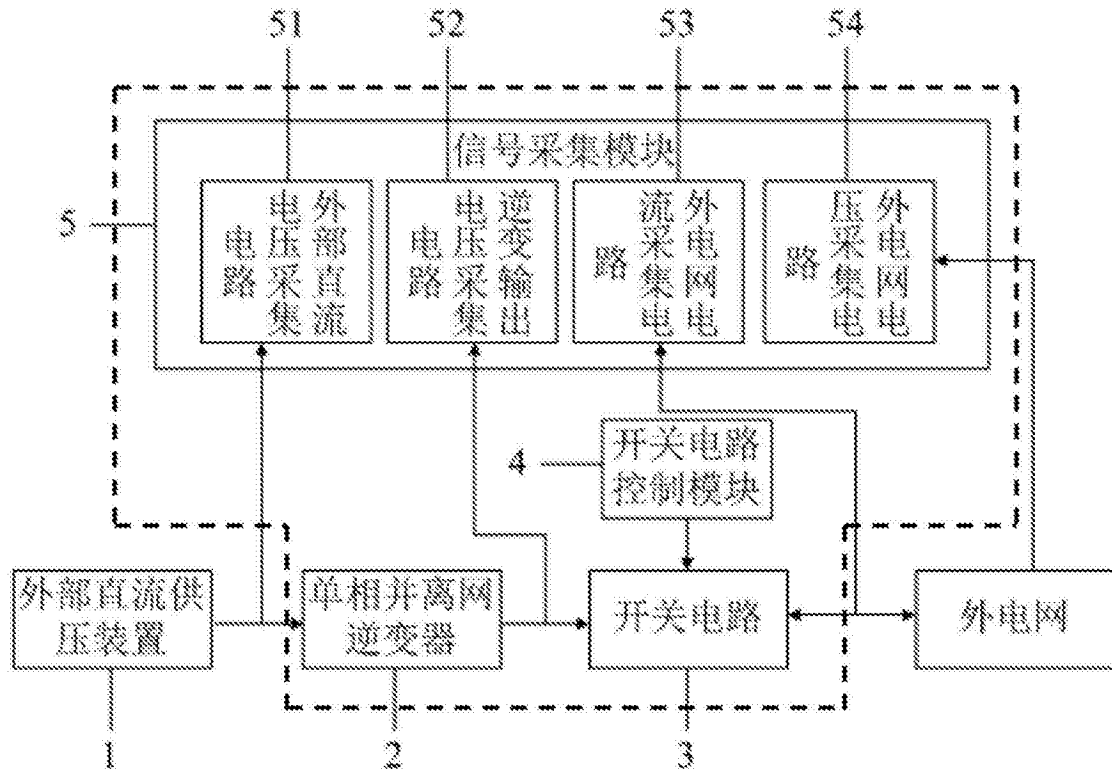 51
52
53
54
信号采集模块
5
外部直流
电压采集
电路
逆变输出
电压采集
电路
外电网电
流采集电
路
外电网电
压采集电
路
4
开关电路
控制模块
外部直流供
压装置
单相并离网
逆变器
开关电路
外电网
1
2
3